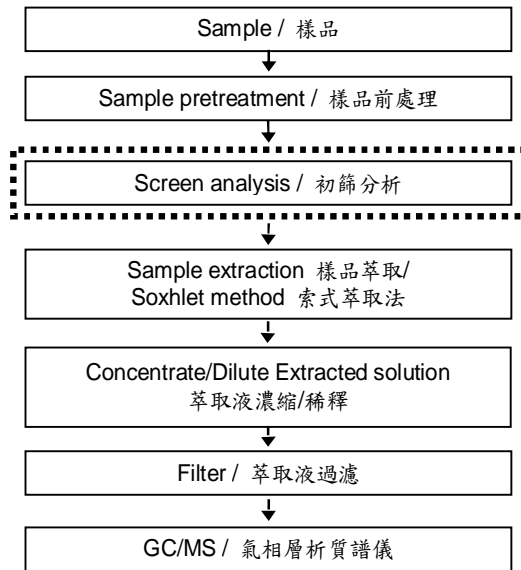 Sample / 樣品
Sample pretreatment / 樣品前處理
Screen analysis / 初篩分析
Sample extraction 樣品萃取/
Soxhlet method 索式萃取法
Concentrate/Dilute Extracted solution
萃取液濃縮/稀釋
Filter / 萃取液過濾
GC/MS / 氣相層析質譜儀